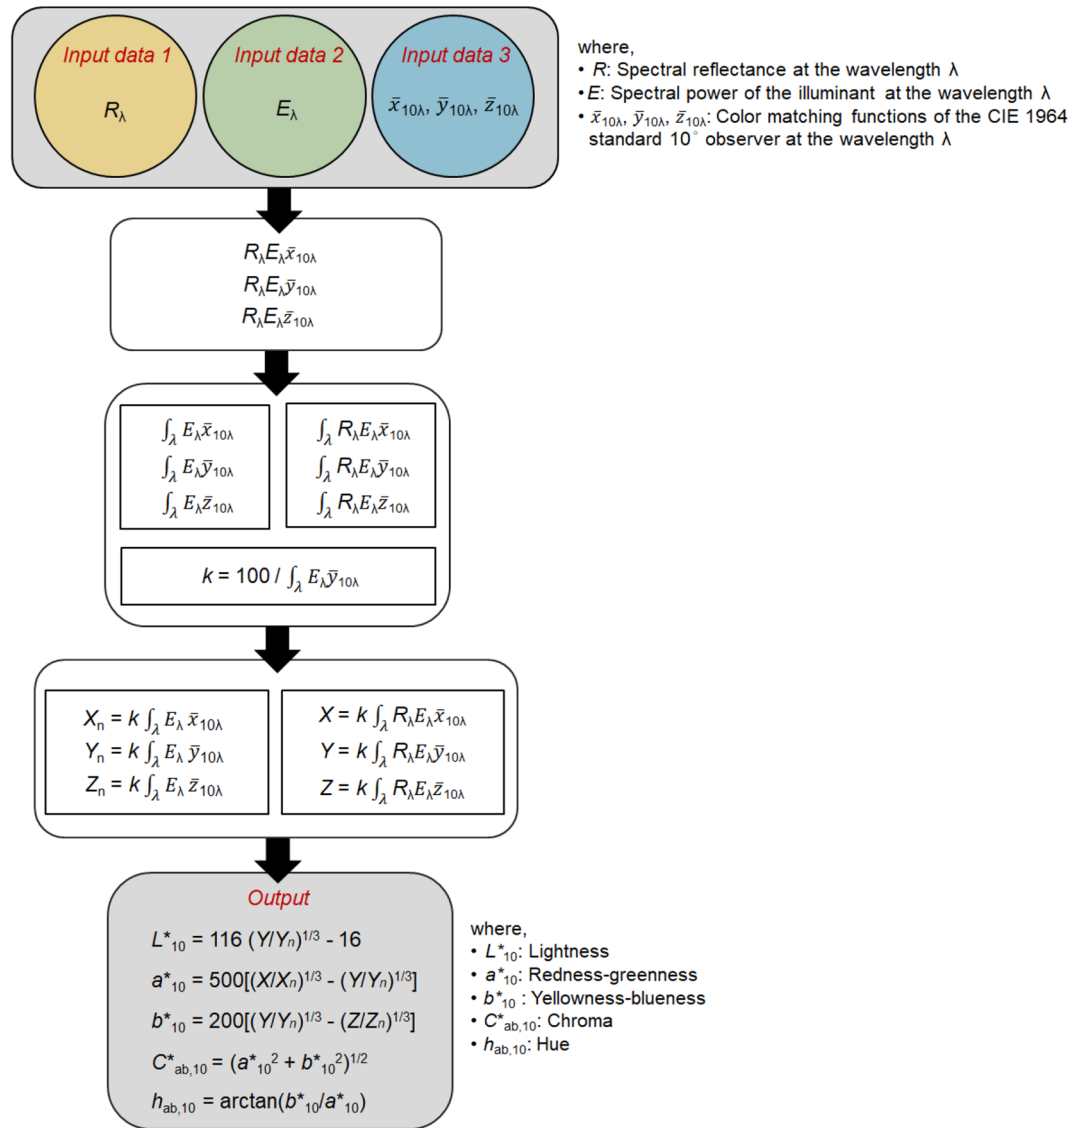 Input data 1
Input data 2
Input data 3
Rλ
Eλ
x̄10λ, ȳ10λ, z̄10λ
where,
• R: Spectral reflectance at the wavelength λ
•E: Spectral power of the illuminant at the wavelength λ
• x̄10λ, ȳ10λ, z̄10λ: Color matching functions of the CIE 1964
standard 10° observer at the wavelength λ
RλEλx̄10λ
RλEλȳ10λ
RλEλz̄10λ
∫λ Eλx̄10λ
∫λ Eλȳ10λ
∫λ Eλz̄10λ
∫λ RλEλx̄10λ
∫λ RλEλȳ10λ
∫λ RλEλz̄10λ
k = 100 / ∫λ Eλȳ10λ
Xn = k ∫λ Eλ x̄10λ
Yn = k ∫λ Eλ ȳ10λ
Zn = k ∫λ Eλ z̄10λ
X = k ∫λ RλEλx̄10λ
Y = k ∫λ RλEλȳ10λ
Z = k ∫λ RλEλz̄10λ
Output
L*10 = 116 (Y/Yn)1/3 - 16
a*10 = 500[(X/Xn)1/3 - (Y/Yn)1/3]
b*10 = 200[(Y/Yn)1/3 - (Z/Zn)1/3]
C*ab,10 = (a*10² + b*10²)1/2
hab,10 = arctan(b*10/a*10)
where,
• L*10: Lightness
• a*10: Redness-greenness
• b*10 : Yellowness-blueness
• C*ab,10: Chroma
• hab,10: Hue